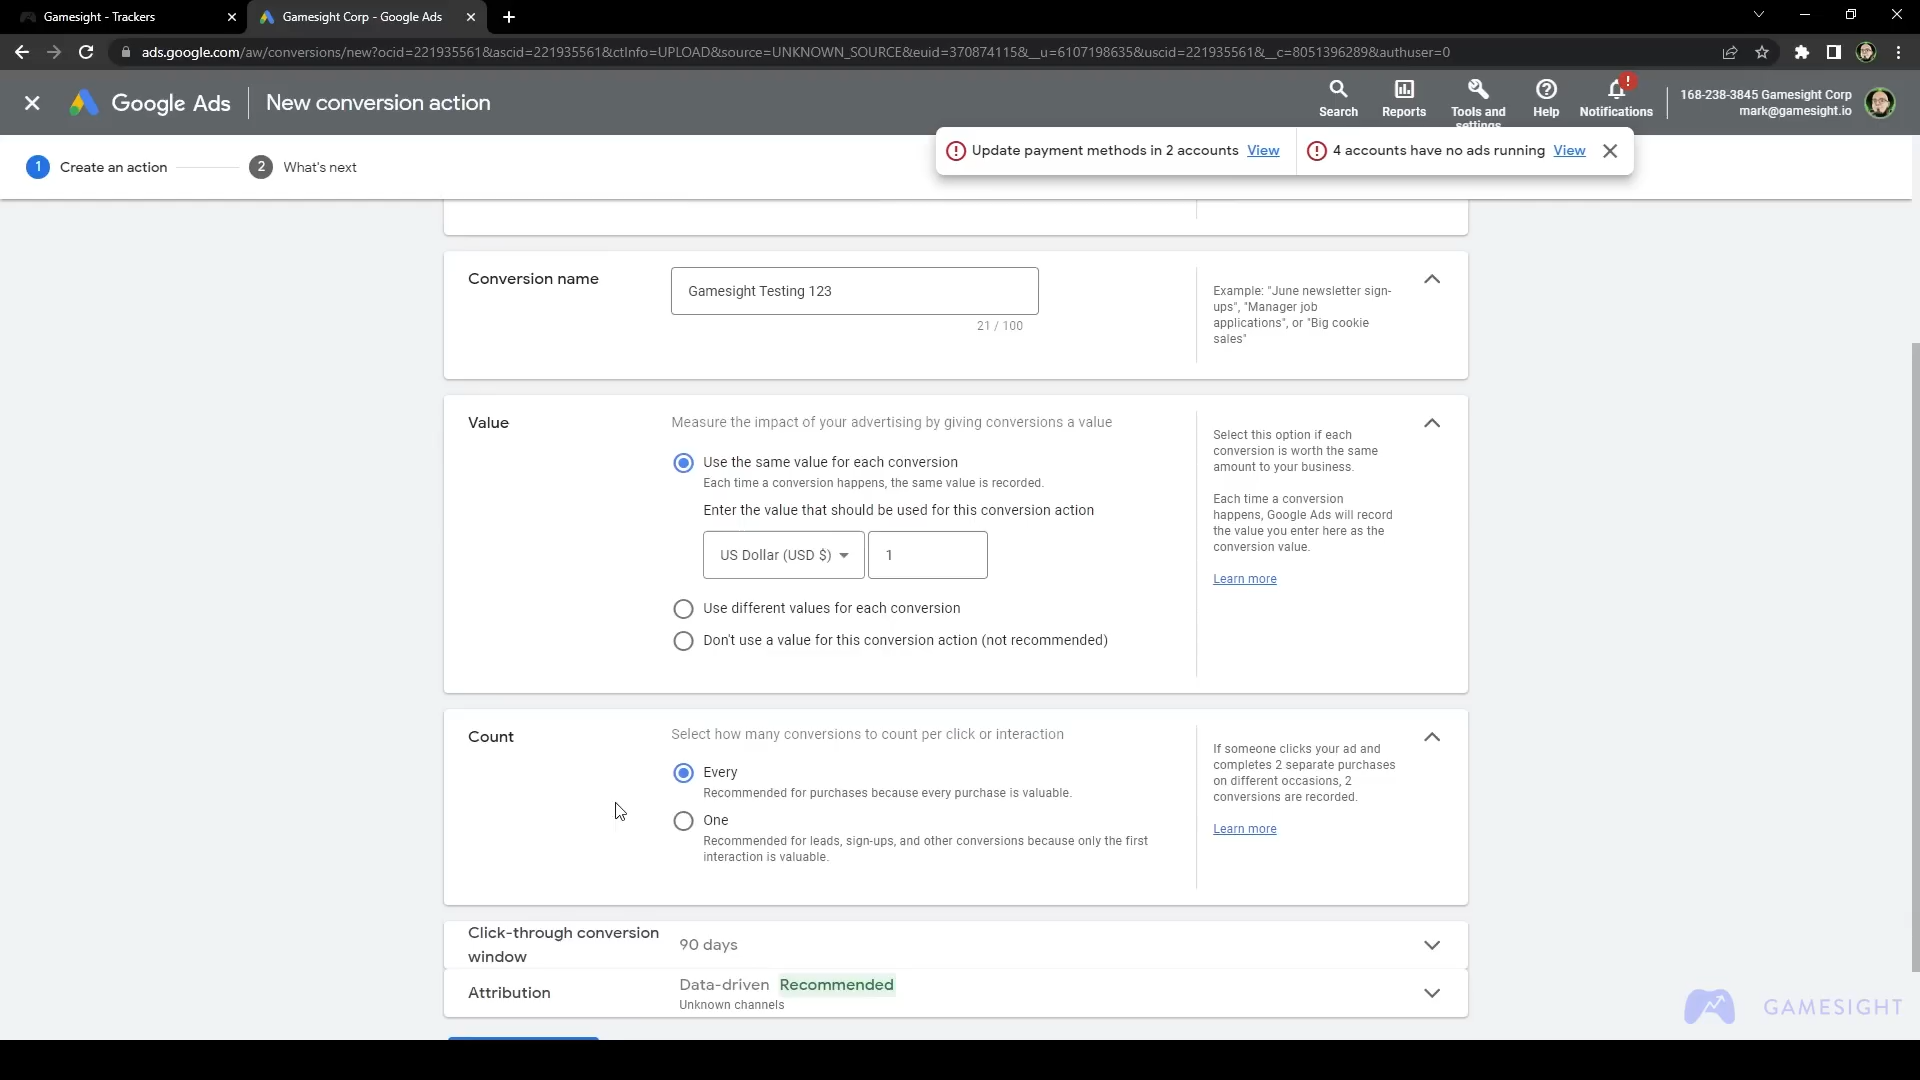 Gamesight - Trackers
Gamesight Corp - Google Ads
ads.google.com/aw/conversions/new?ocid=221935561&ascid=221935561&ctInfo=UPLOAD&source=UNKNOWN_SOURCE&euid=370874115&__u=6107198635&uscid=221935561&__c=8051396289&authuser=0
Google Ads
New conversion action
Search
Reports
Tools and
settings
Help
Notifications
168-238-3845 Gamesight Corp
mark@gamesight.io
1 Create an action
2 What's next
Update payment methods in 2 accounts View
4 accounts have no ads running View
Conversion name
Gamesight Testing 123
21 / 100
Example: "June newsletter sign-
ups", "Manager job
applications", or "Big cookie
sales"
Value
Measure the impact of your advertising by giving conversions a value
Use the same value for each conversion
Each time a conversion happens, the same value is recorded.
Enter the value that should be used for this conversion action
US Dollar (USD $)
1
Use different values for each conversion
Don't use a value for this conversion action (not recommended)
Select this option if each
conversion is worth the same
amount to your business.
Each time a conversion
happens, Google Ads will record
the value you enter here as the
conversion value.
Learn more
Count
Select how many conversions to count per click or interaction
Every
Recommended for purchases because every purchase is valuable.
One
Recommended for leads, sign-ups, and other conversions because only the first
interaction is valuable.
If someone clicks your ad and
completes 2 separate purchases
on different occasions, 2
conversions are recorded.
Learn more
Click-through conversion
window
90 days
Attribution
Data-driven Recommended
Unknown channels
GAMESIGHT